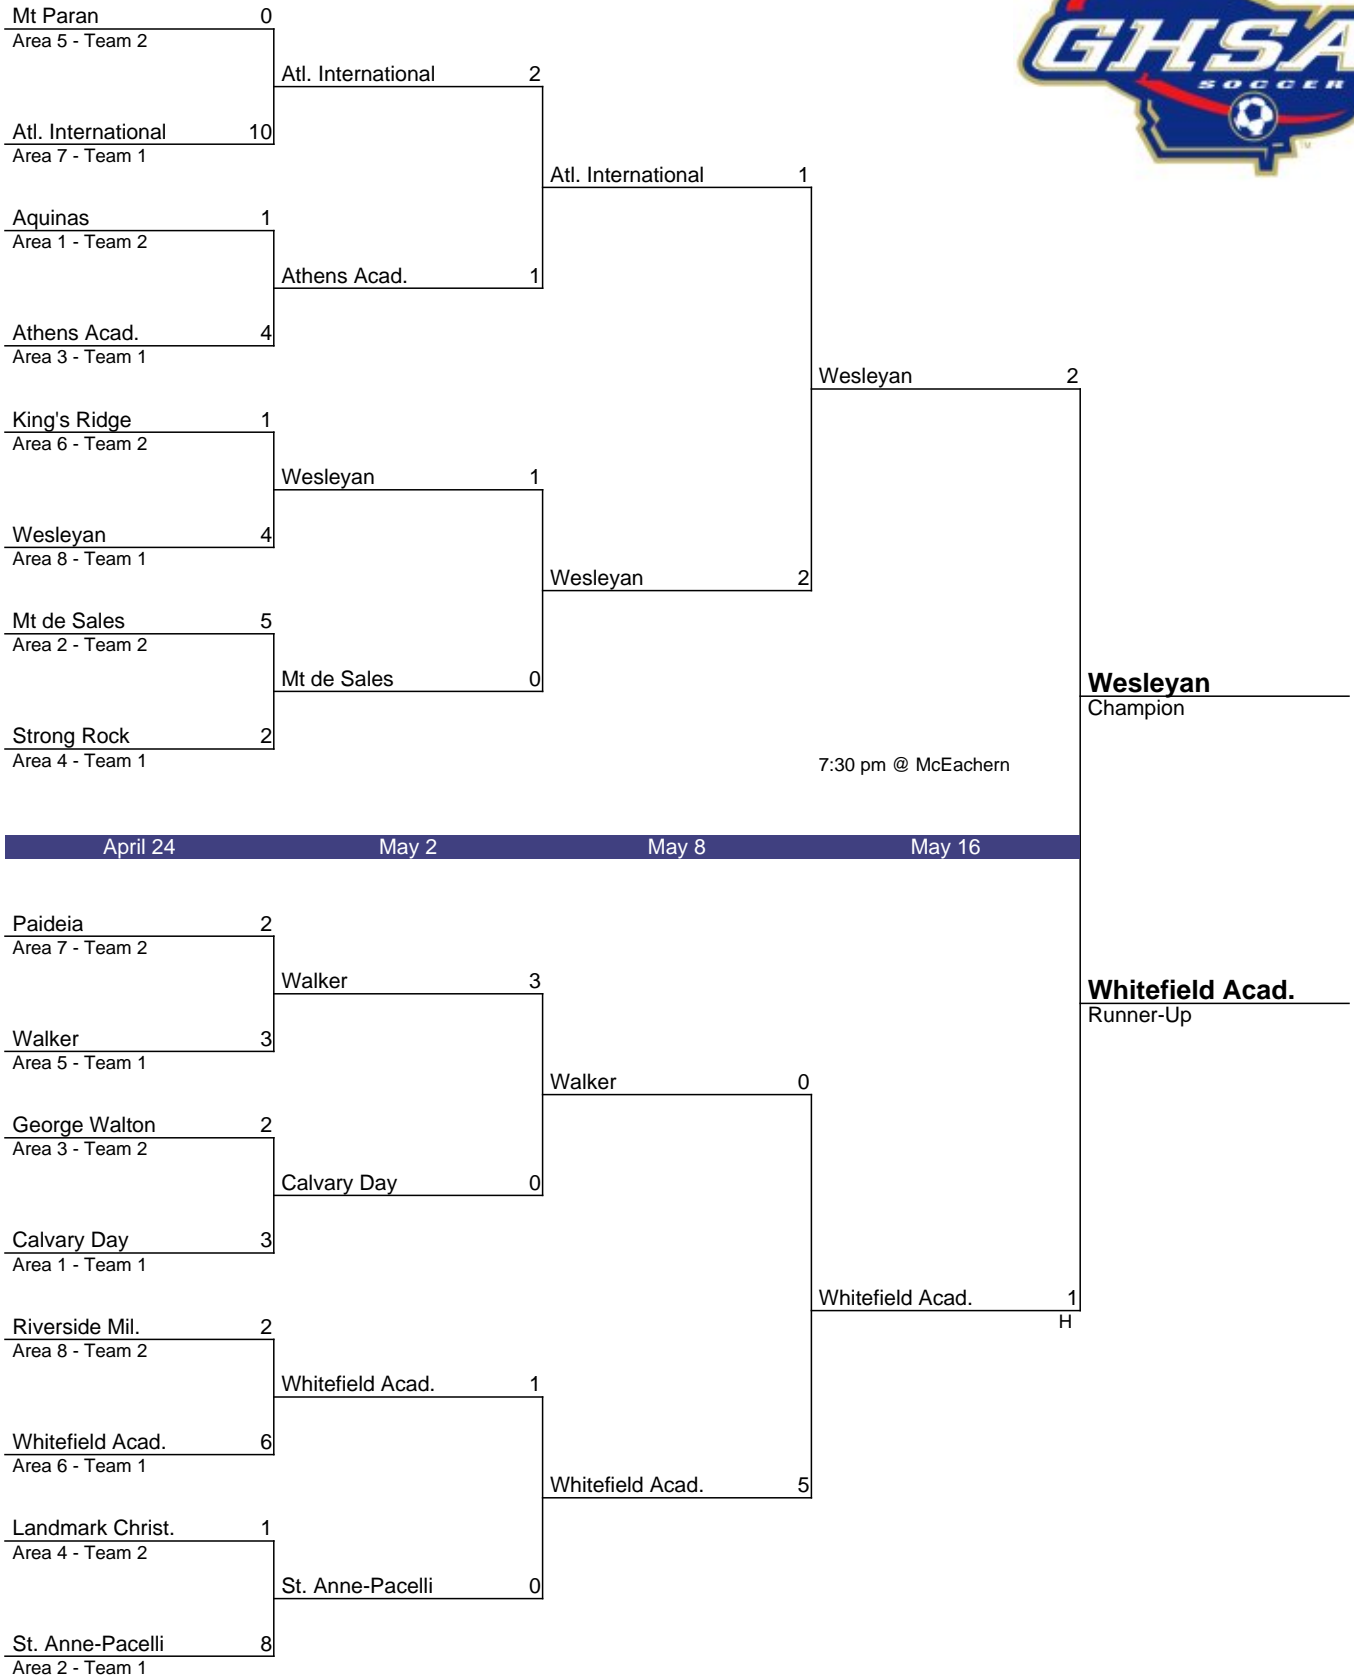 GHSA
SOCCER
TM
Mt Paran 0
Area 5 - Team 2
Atl. International 2
Atl. International 10
Area 7 - Team 1
Atl. International 1
Aquinas 1
Area 1 - Team 2
Athens Acad. 1
Athens Acad. 4
Area 3 - Team 1
Wesleyan 2
King's Ridge 1
Area 6 - Team 2
Wesleyan 1
Wesleyan 4
Area 8 - Team 1
Wesleyan 2
Mt de Sales 5
Area 2 - Team 2
Mt de Sales 0
Wesleyan
Champion
Strong Rock 2
Area 4 - Team 1
7:30 pm @ McEachern
April 24 May 2 May 8 May 16
Paideia 2
Area 7 - Team 2
Walker 3
Whitefield Acad.
Runner-Up
Walker 3
Area 5 - Team 1
Walker 0
George Walton 2
Area 3 - Team 2
Calvary Day 0
Calvary Day 3
Area 1 - Team 1
Whitefield Acad. 1
H
Riverside Mil. 2
Area 8 - Team 2
Whitefield Acad. 1
Whitefield Acad. 6
Area 6 - Team 1
Whitefield Acad. 5
Landmark Christ. 1
Area 4 - Team 2
St. Anne-Pacelli 0
St. Anne-Pacelli 8
Area 2 - Team 1